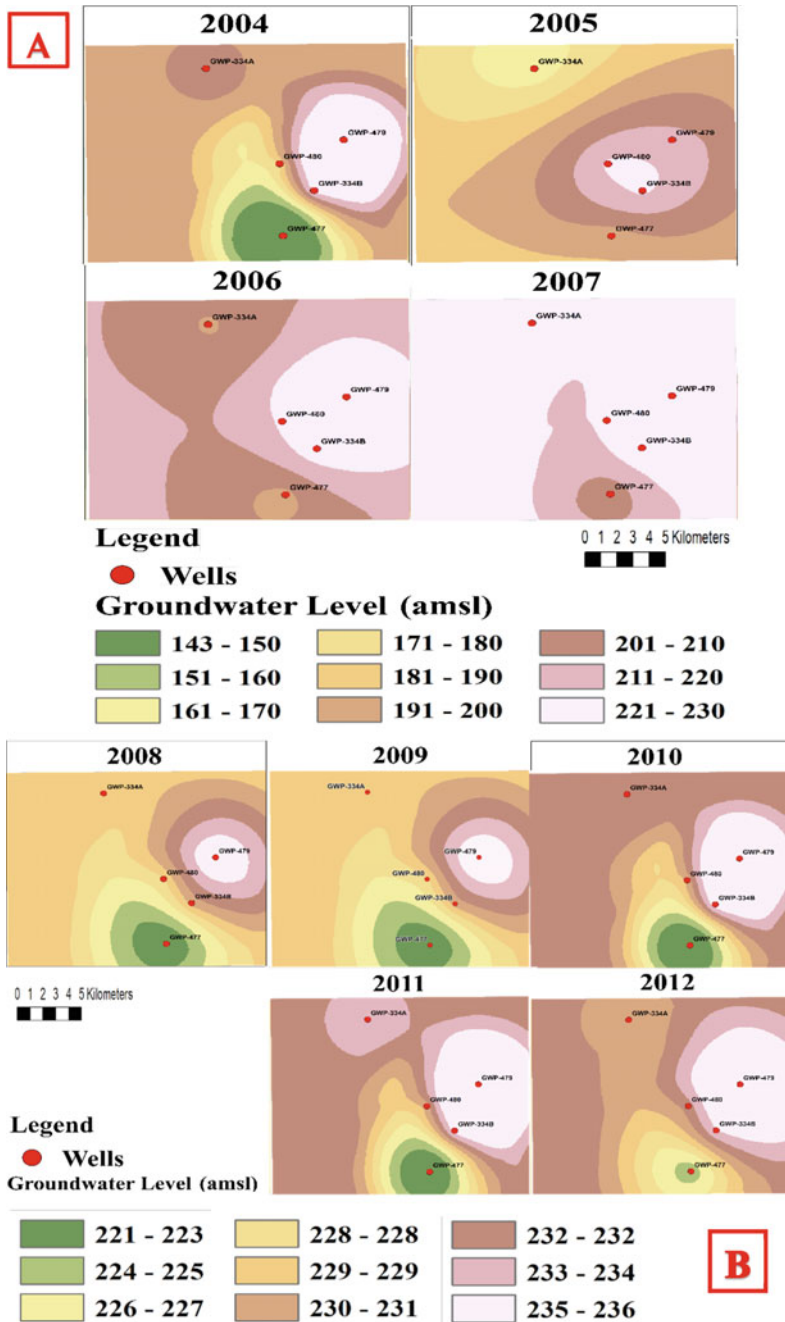 A
2004
2005
GWP-334A
GWP-479
GWP-480
GWP-334B
GWP-477
GWP-334A
GWP-479
GWP-480
GWP-334B
GWP-477
2006
2007
GWP-334A
GWP-479
GWP-480
GWP-334B
GWP-477
GWP-334A
GWP-479
GWP-480
GWP-334B
GWP-477
Legend
Wells
0 1 2 3 4 5 Kilometers
Groundwater Level (amsl)
143 - 150 171 - 180 201 - 210
151 - 160 181 - 190 211 - 220
161 - 170 191 - 200 221 - 230
2008
2009
2010
GWP-334A
GWP-479
GWP-480
GWP-334B
GWP-477
GWP-334A
GWP-479
GWP-480
GWP-334B
GWP-477
GWP-334A
GWP-479
GWP-480
GWP-334B
GWP-477
0 1 2 3 4 5 Kilometers
2011
2012
GWP-334A
GWP-479
GWP-480
GWP-334B
GWP-477
GWP-334A
GWP-479
GWP-480
GWP-334B
GWP-477
Legend
Wells
Groundwater Level (amsl)
221 - 223 228 - 228 232 - 232
224 - 225 229 - 229 233 - 234
226 - 227 230 - 231 235 - 236
B